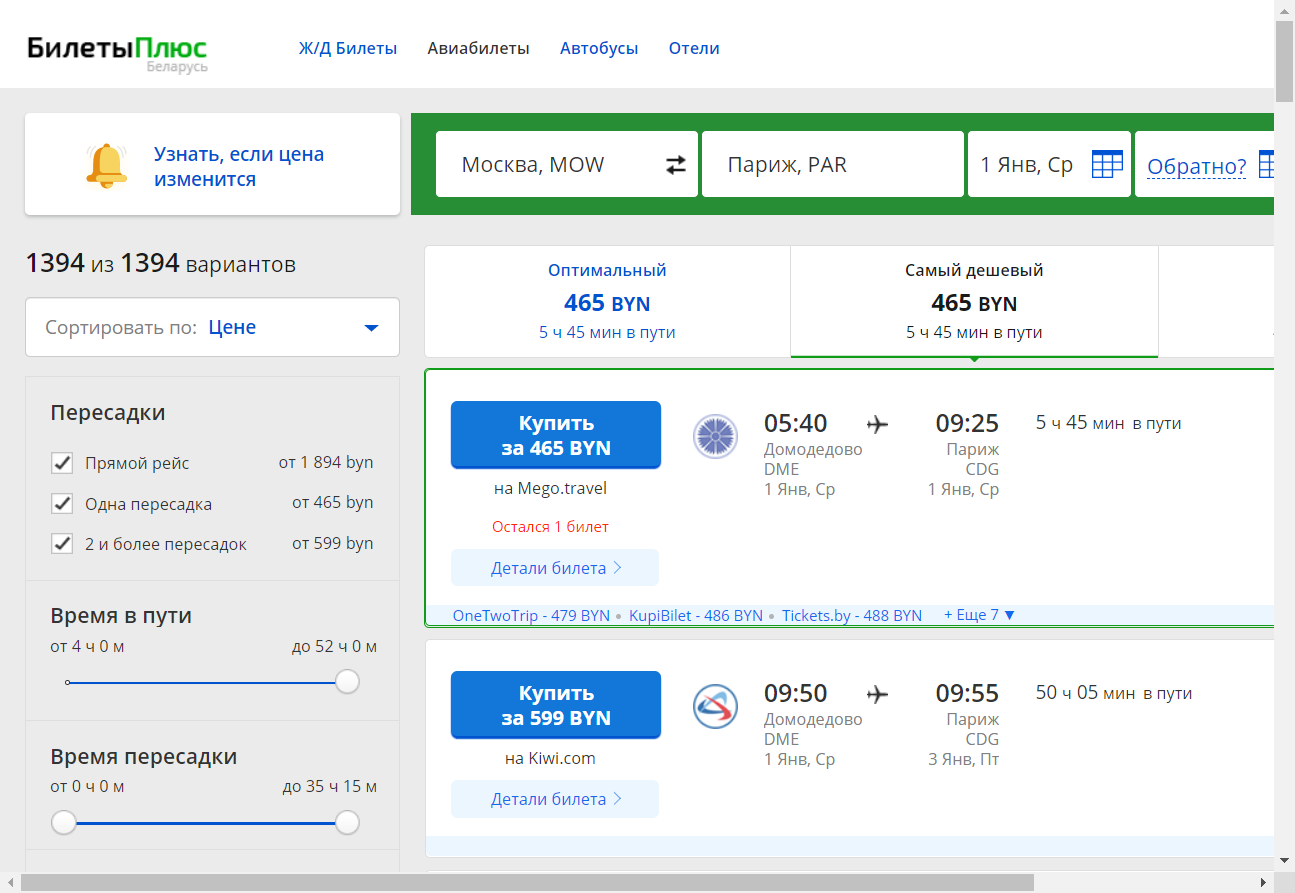 БилетыПлюс
Беларусь
Ж/Д Билеты
Авиабилеты
Автобусы
Отели
Узнать, если цена
изменится
Москва, MOW
Париж, PAR
1 Янв, Ср
Обратно?
1394 из 1394 вариантов
Сортировать по: Цене
Пересадки
Прямой рейс от 1 894 byn
Одна пересадка от 465 byn
2 и более пересадок от 599 byn
Время в пути
от 4 ч 0 м до 52 ч 0 м
Время пересадки
от 0 ч 0 м до 35 ч 15 м
Оптимальный
465 BYN
5 ч 45 мин в пути
Самый дешевый
465 BYN
5 ч 45 мин в пути
Купить
за 465 BYN
на Mego.travel
Остался 1 билет
Детали билета
05:40
Домодедово
DME
1 Янв, Ср
09:25
Париж
CDG
1 Янв, Ср
5 ч 45 мин в пути
OneTwoTrip - 479 BYN • KupiBilet - 486 BYN • Tickets.by - 488 BYN + Еще 7 ▼
Купить
за 599 BYN
на Kiwi.com
Детали билета
09:50
Домодедово
DME
1 Янв, Ср
09:55
Париж
CDG
3 Янв, Пт
50 ч 05 мин в пути